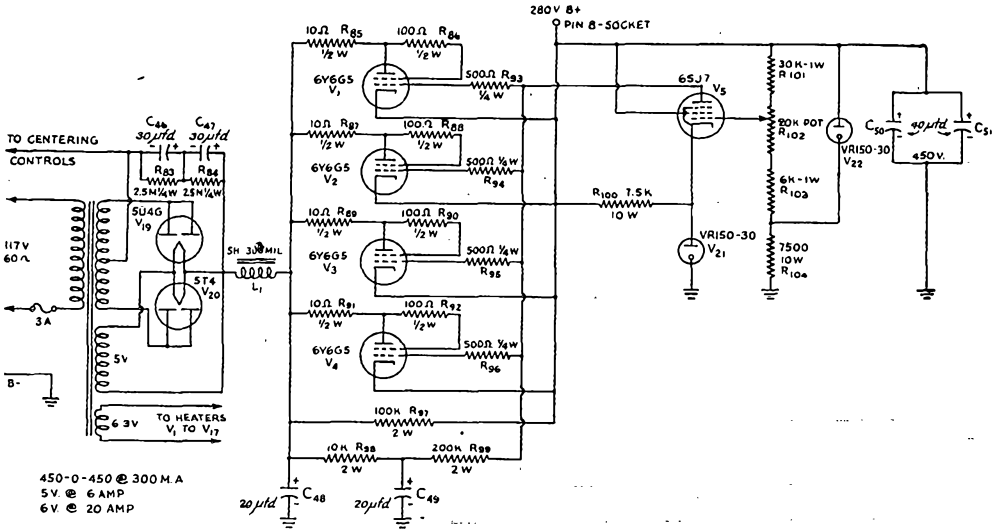 280V B+
PIN 8-SOCKET
10Ω R85
½ W
100Ω R86
½ W
6Y6G5
V1
500Ω R93
¼ W
6SJ7
V5
30K-1W
R101
20K POT
R102
VR150-30
V22
6K-1W
R103
7500
10W
R104
C50
40µfd
C51
450V.
TO CENTERING
CONTROLS
C46
30µfd
C47
30µfd
R83
2.5M¼W
R84
2.5M¼W
10Ω R87
½ W
100Ω R88
½ W
6Y6G5
V2
500Ω ¼W
R94
R100 7.5K
10 W
VR150-30
V21
117V
60~
3A
5U4G
V19
5T4
V20
5H 300MIL
L1
10Ω R89
½ W
100Ω R90
½ W
6Y6G5
V3
500Ω ¼W
R95
10Ω R91
½ W
100Ω R92
½ W
6Y6G5
V4
500Ω ¼W
R96
5V
B-
6.3V
TO HEATERS
V1 TO V17
100K R97
2 W
10K R98
2 W
200K R99
2 W
20µfd
C48
20µfd
C49
450-0-450 @ 300 M.A
5V. @ 6 AMP
6V. @ 20 AMP